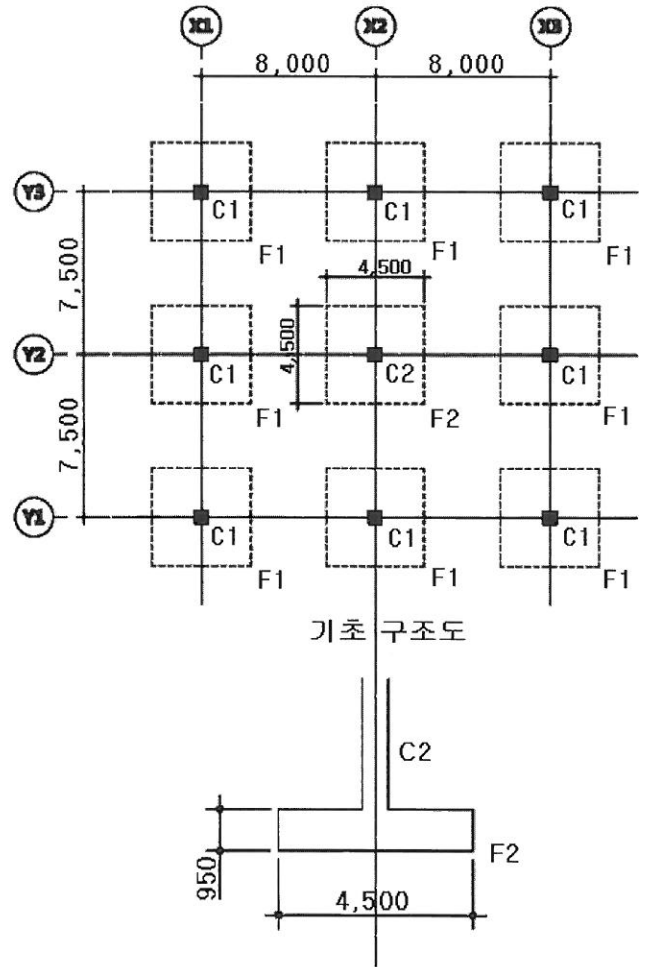 X1 X2 X3
8,000 8,000
Y3
C1 C1 C1
F1 F1 F1
7,500
4,500
4,500
Y2
C1 C2 C1
F1 F2 F1
7,500
Y1
C1 C1 C1
F1 F1 F1
기초 구조도
C2
950
F2
4,500